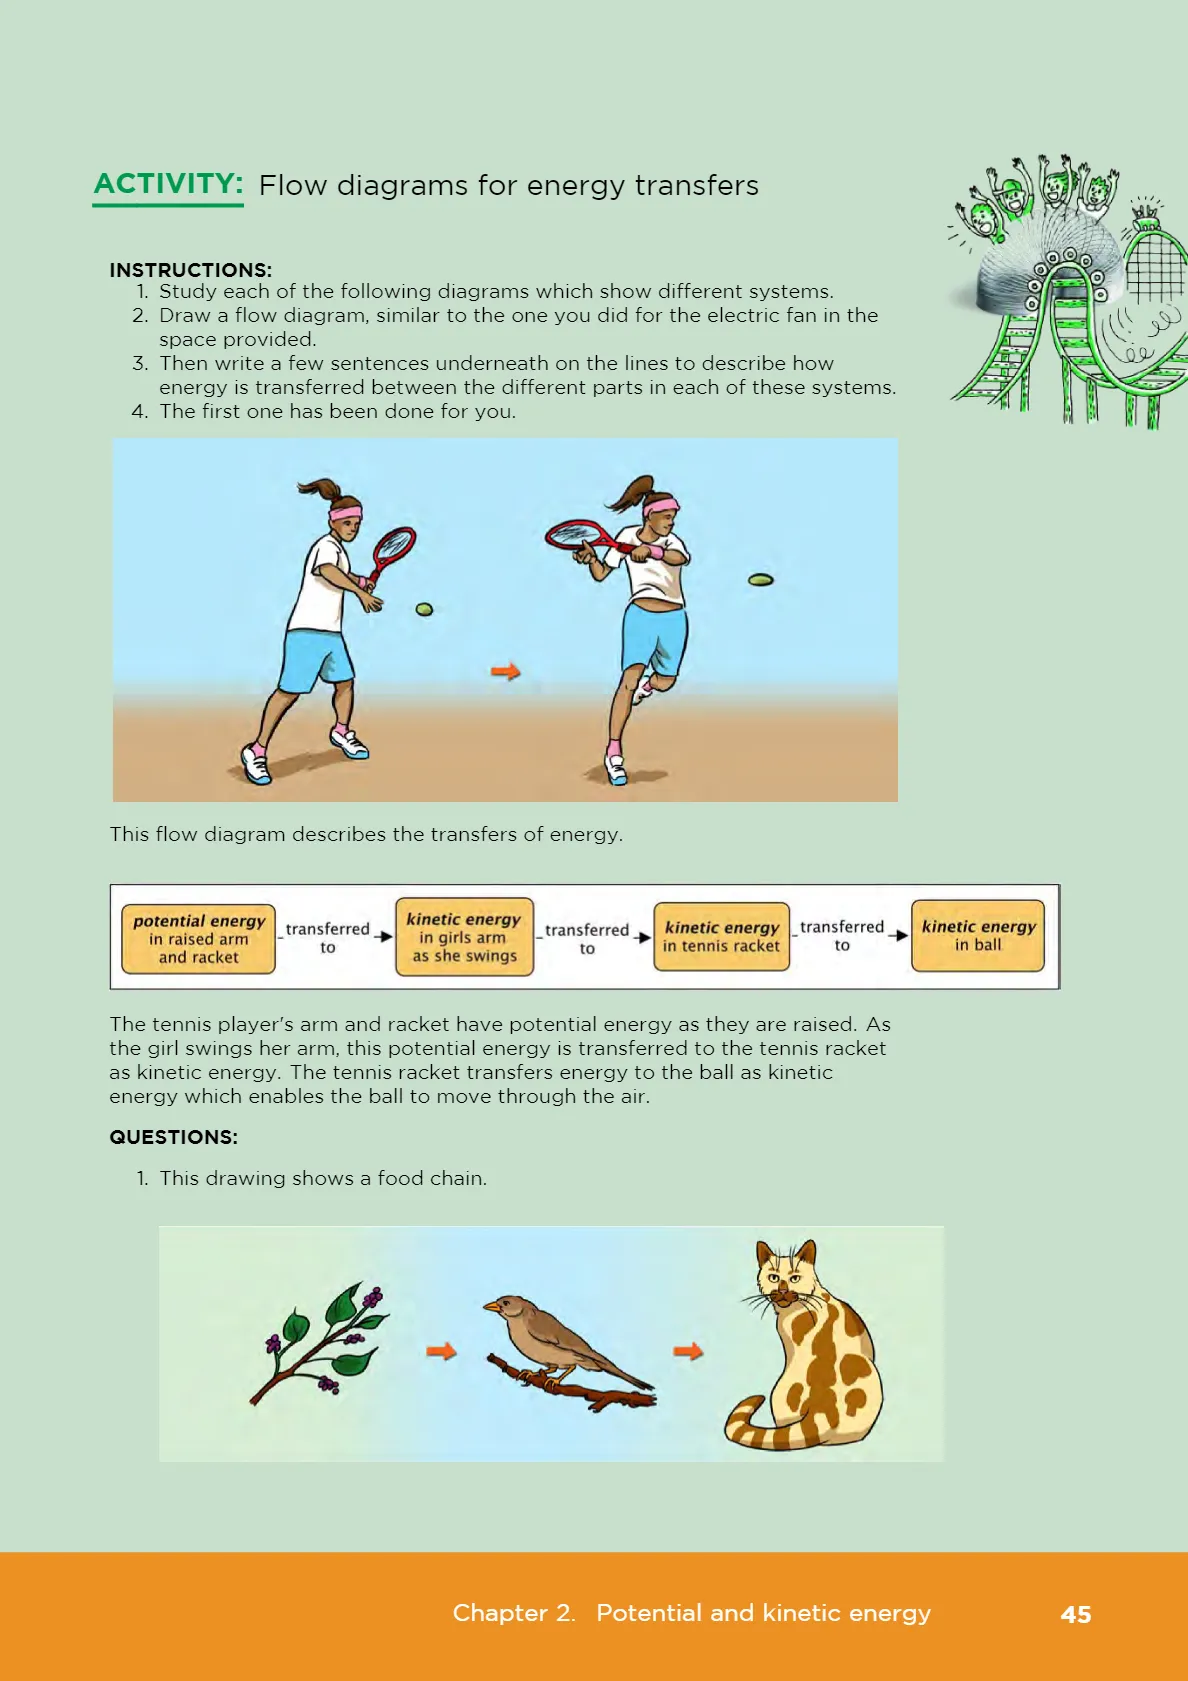 ACTIVITY: Flow diagrams for energy transfers
INSTRUCTIONS:
1. Study each of the following diagrams which show different systems.
2. Draw a flow diagram, similar to the one you did for the electric fan in the
space provided.
3. Then write a few sentences underneath on the lines to describe how
energy is transferred between the different parts in each of these systems.
4. The first one has been done for you.
This flow diagram describes the transfers of energy.
potential energy
in raised arm
and racket
transferred
to
kinetic energy
in girls arm
as she swings
transferred
to
kinetic energy
in tennis racket
transferred
to
kinetic energy
in ball
The tennis player's arm and racket have potential energy as they are raised. As
the girl swings her arm, this potential energy is transferred to the tennis racket
as kinetic energy. The tennis racket transfers energy to the ball as kinetic
energy which enables the ball to move through the air.
QUESTIONS:
1. This drawing shows a food chain.
Chapter 2. Potential and kinetic energy 45